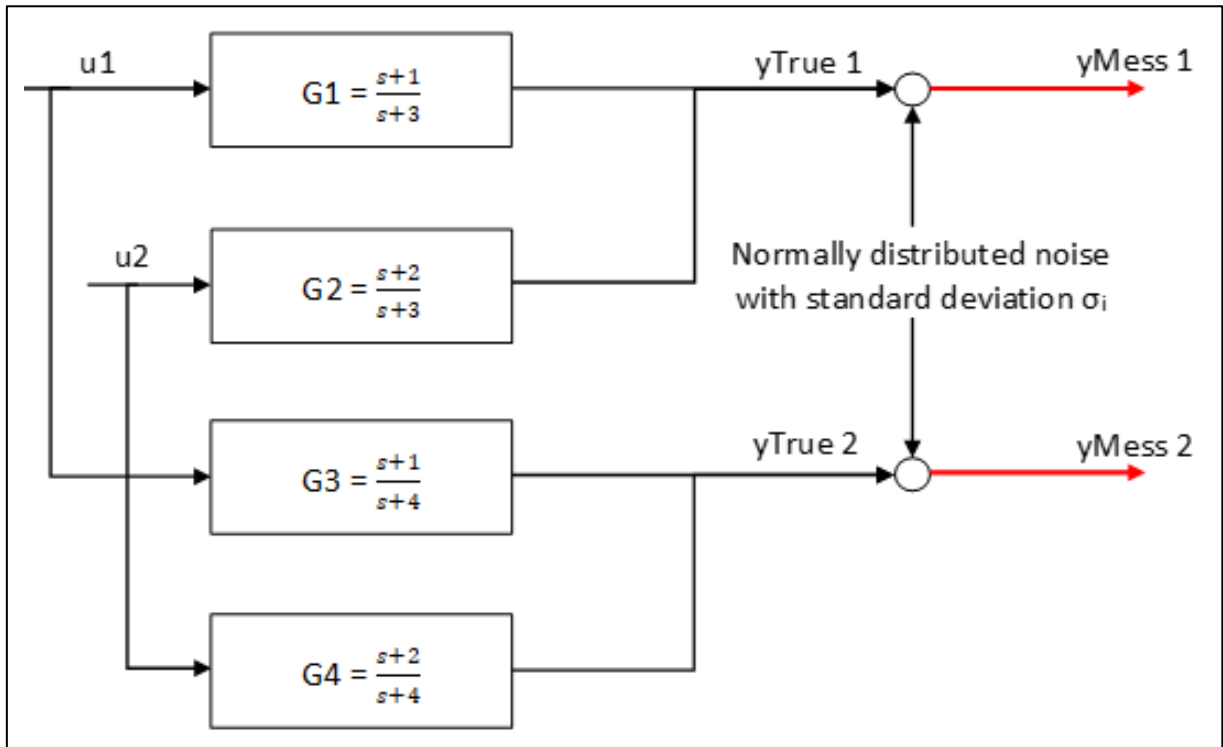 u1
G1 = s+1/s+3
yTrue 1
yMess 1
u2
G2 = s+2/s+3
Normally distributed noise
with standard deviation σi
G3 = s+1/s+4
yTrue 2
yMess 2
G4 = s+2/s+4